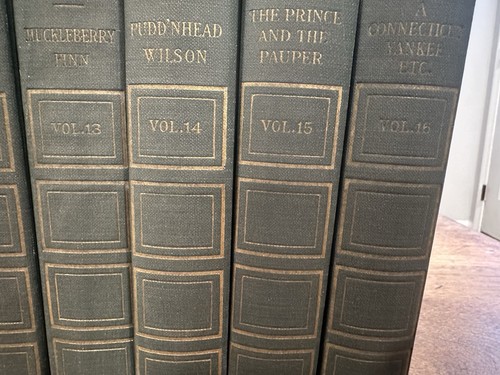 HUCKLEBERRY
FINN
VOL.13
PUDD'NHEAD
WILSON
VOL.14
THE PRINCE
AND THE
PAUPER
VOL.15
A
CONNECTICUT
YANKEE
ETC.
VOL.16